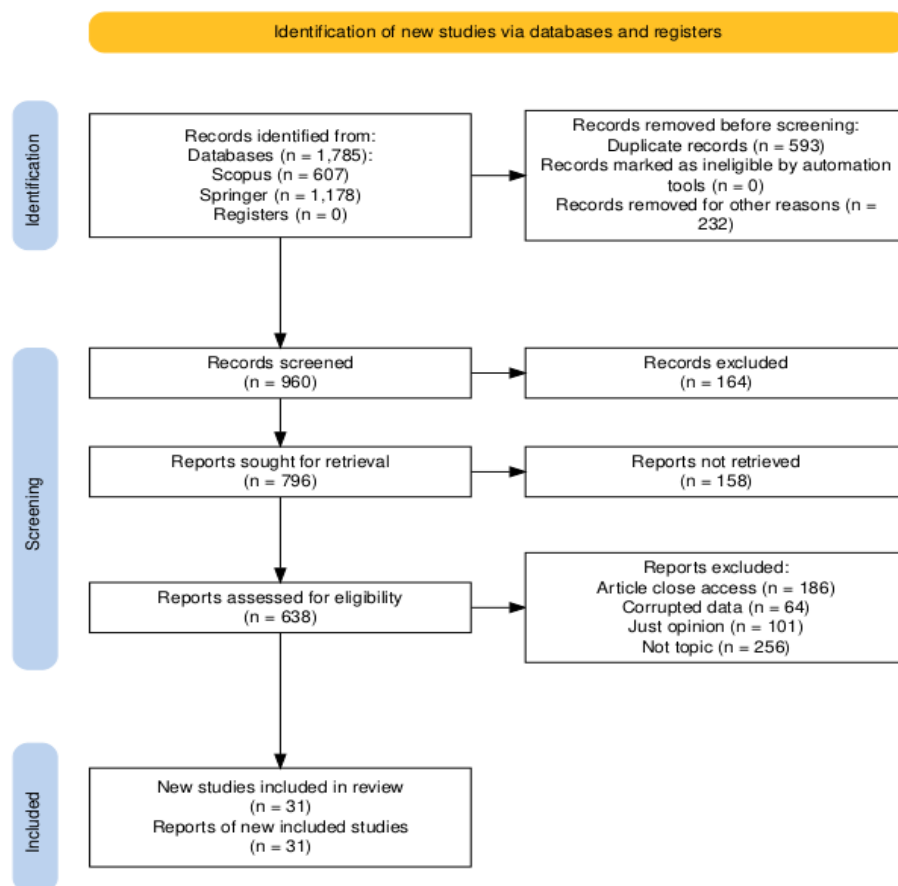 Identification of new studies via databases and registers
Identification
Records identified from:
Databases (n = 1,785):
Scopus (n = 607)
Springer (n = 1,178)
Registers (n = 0)
Records removed before screening:
Duplicate records (n = 593)
Records marked as ineligible by automation
tools (n = 0)
Records removed for other reasons (n =
232)
Screening
Records screened
(n = 960)
Records excluded
(n = 164)
Reports sought for retrieval
(n = 796)
Reports not retrieved
(n = 158)
Reports assessed for eligibility
(n = 638)
Reports excluded:
Article close access (n = 186)
Corrupted data (n = 64)
Just opinion (n = 101)
Not topic (n = 256)
Included
New studies included in review
(n = 31)
Reports of new included studies
(n = 31)